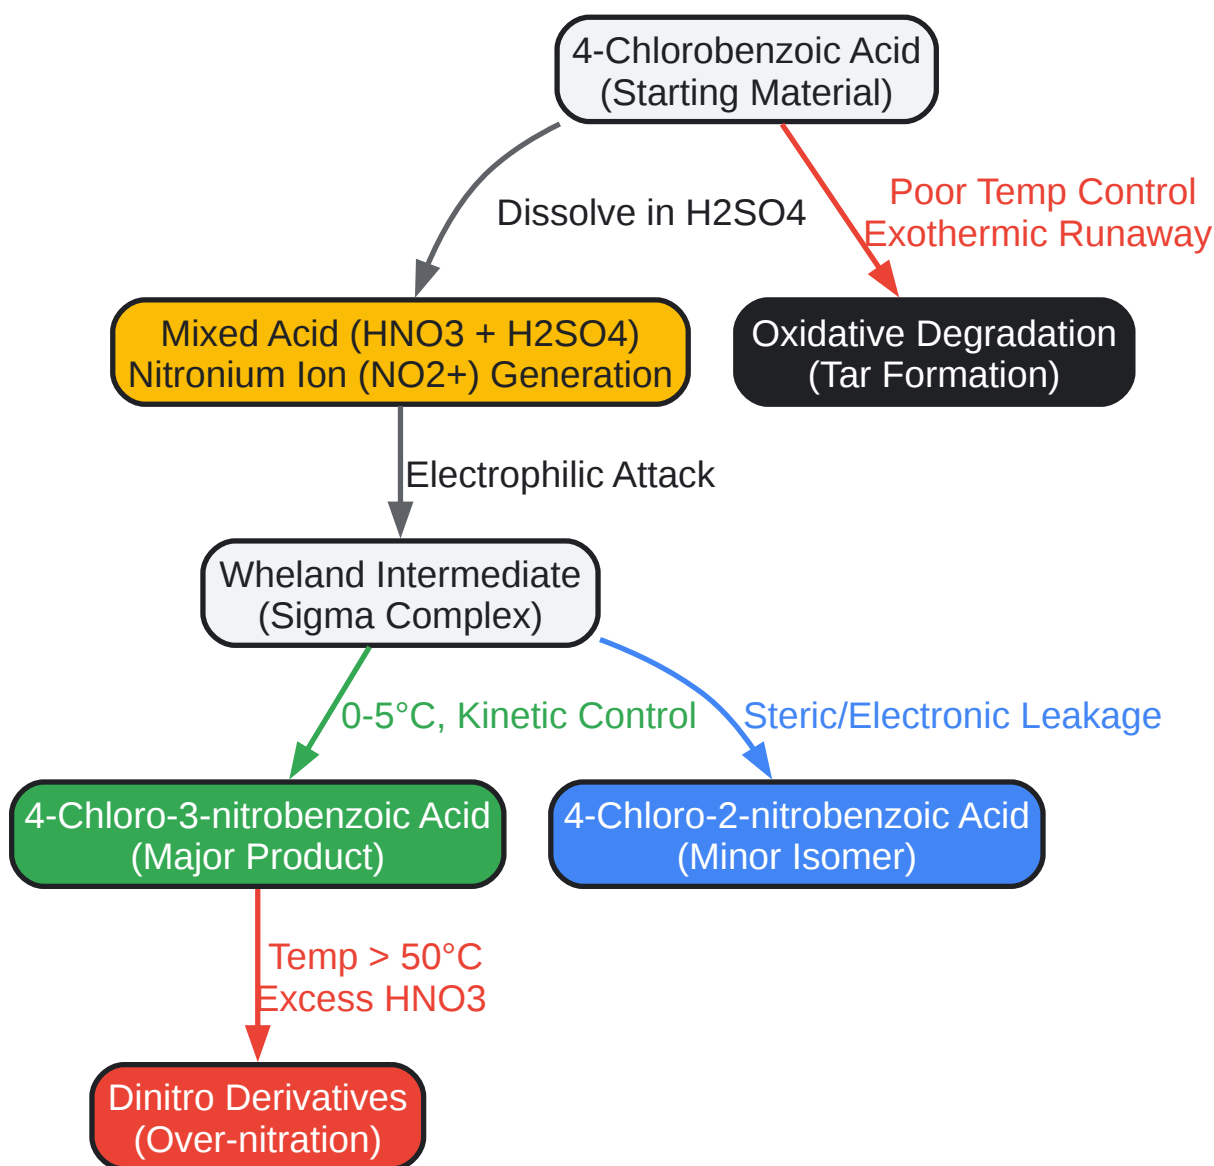 4-Chlorobenzoic Acid
(Starting Material)
Dissolve in H2SO4
Poor Temp Control
Exothermic Runaway
Mixed Acid (HNO3 + H2SO4)
Nitronium Ion (NO2+) Generation
Oxidative Degradation
(Tar Formation)
Electrophilic Attack
Wheland Intermediate
(Sigma Complex)
0-5°C, Kinetic Control
Steric/Electronic Leakage
4-Chloro-3-nitrobenzoic Acid
(Major Product)
4-Chloro-2-nitrobenzoic Acid
(Minor Isomer)
Temp > 50°C
Excess HNO3
Dinitro Derivatives
(Over-nitration)